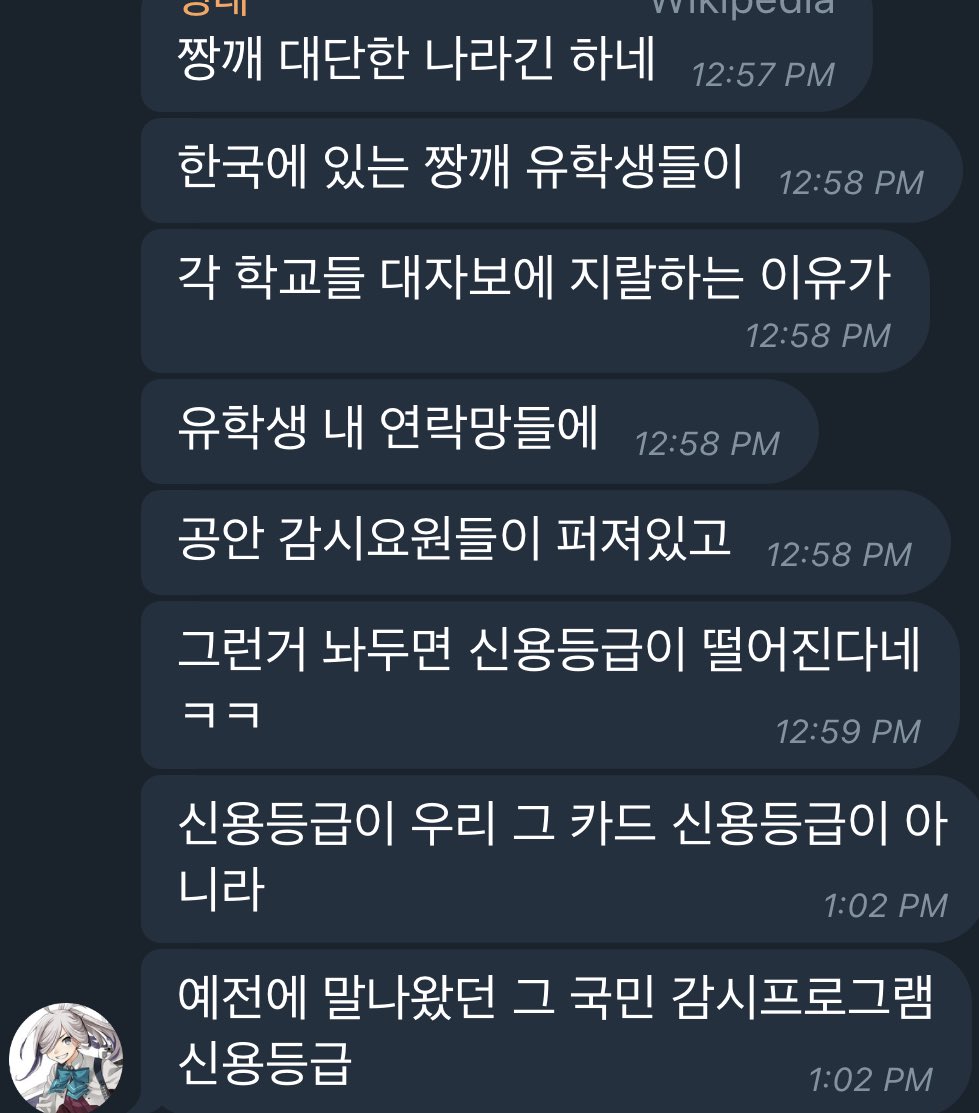 Wikipedia
짱깨 대단한 나라긴 하네 12:57 PM
한국에 있는 짱깨 유학생들이 12:58 PM
각 학교들 대자보에 지랄하는 이유가
12:58 PM
유학생 내 연락망들에 12:58 PM
공안 감시요원들이 퍼져있고 12:58 PM
그런거 놔두면 신용등급이 떨어진다네
ㅋㅋ 12:59 PM
신용등급이 우리 그 카드 신용등급이 아
니라 1:02 PM
예전에 말나왔던 그 국민 감시프로그램
신용등급 1:02 PM